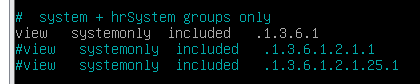 #  system + hrSystem groups only
view   systemonly  included   .1.3.6.1
#view   systemonly  included   .1.3.6.1.2.1.1
#view   systemonly  included   .1.3.6.1.2.1.25.1